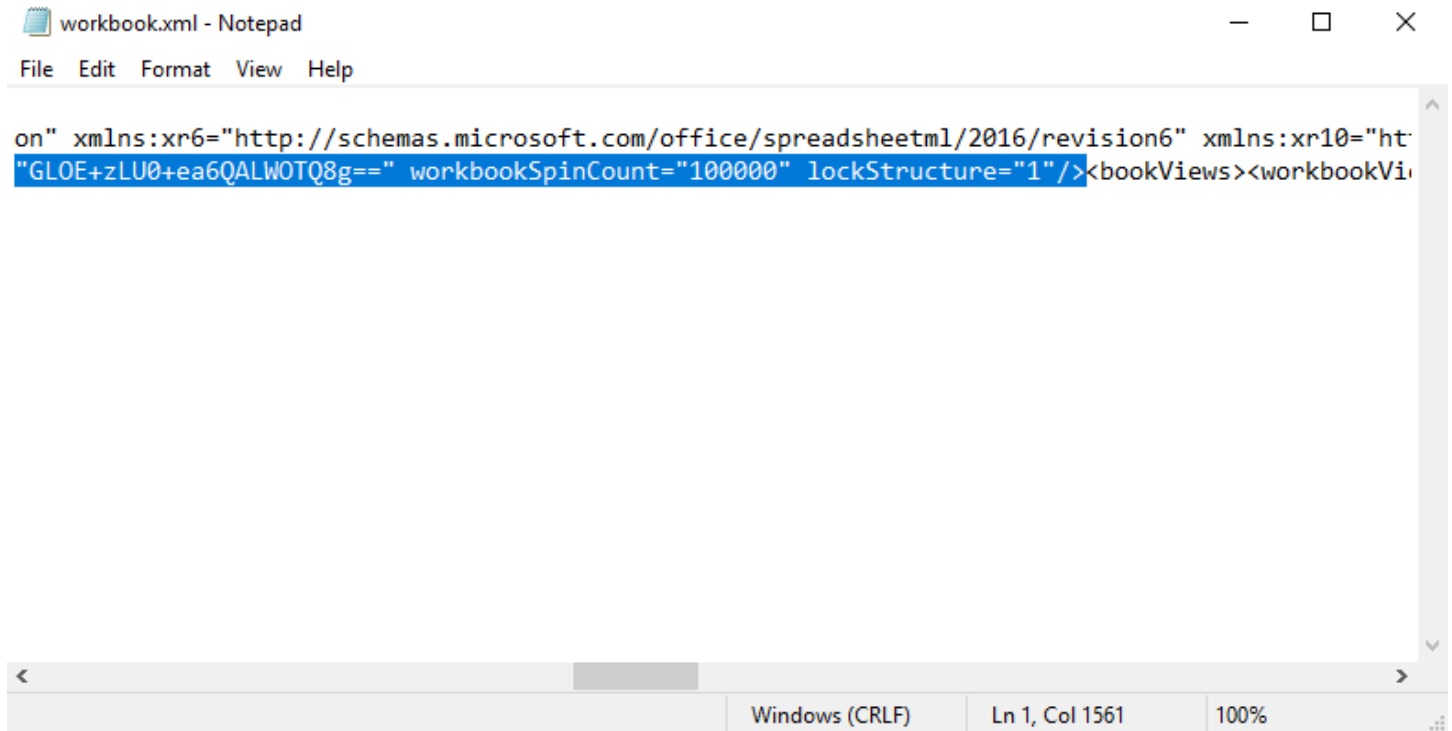 workbook.xml - Notepad
File Edit Format View Help
on" xmlns:xr6="http://schemas.microsoft.com/office/spreadsheetml/2016/revision6" xmlns:xr10="ht
"GLOE+zLU0+ea6QALWOTQ8g==" workbookSpinCount="100000" lockStructure="1"/><bookViews><workbookVi
Windows (CRLF) Ln 1, Col 1561 100%